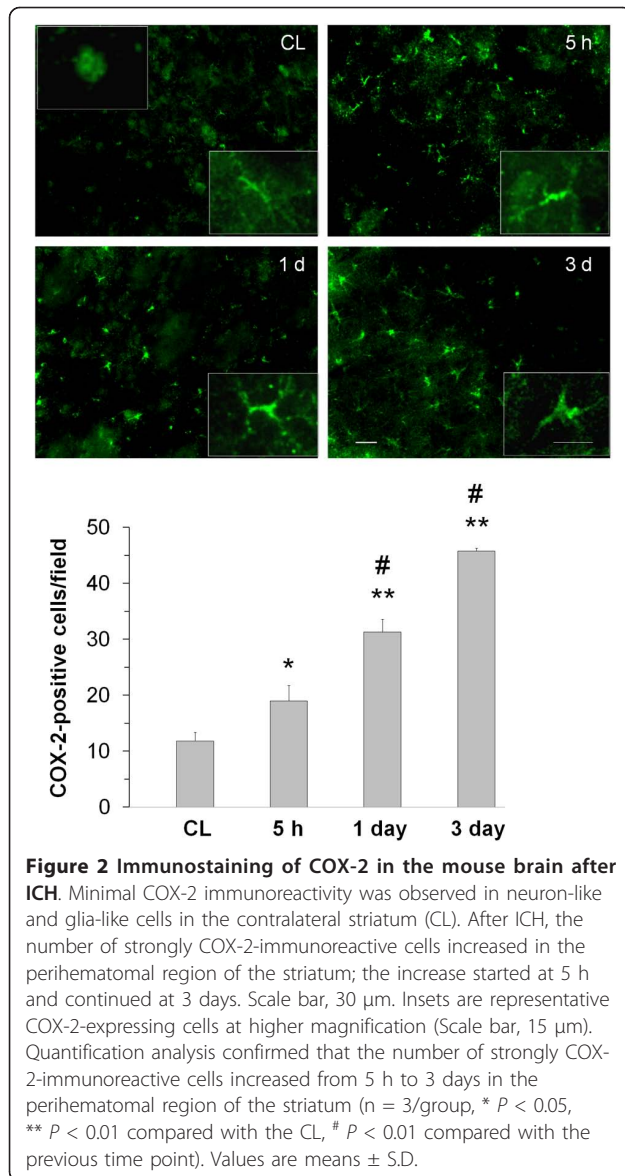 CL
5 h
1 d
3 d
#
#
**
**
*
COX-2-positive cells/field
50
40
30
20
10
0
CL 5 h 1 day 3 day
Figure 2 Immunostaining of COX-2 in the mouse brain after
ICH. Minimal COX-2 immunoreactivity was observed in neuron-like
and glia-like cells in the contralateral striatum (CL). After ICH, the
number of strongly COX-2-immunoreactive cells increased in the
perihematomal region of the striatum; the increase started at 5 h
and continued at 3 days. Scale bar, 30 μm. Insets are representative
COX-2-expressing cells at higher magnification (Scale bar, 15 μm).
Quantification analysis confirmed that the number of strongly COX-
2-immunoreactive cells increased from 5 h to 3 days in the
perihematomal region of the striatum (n = 3/group, * P < 0.05,
** P < 0.01 compared with the CL, # P < 0.01 compared with the
previous time point). Values are means ± S.D.